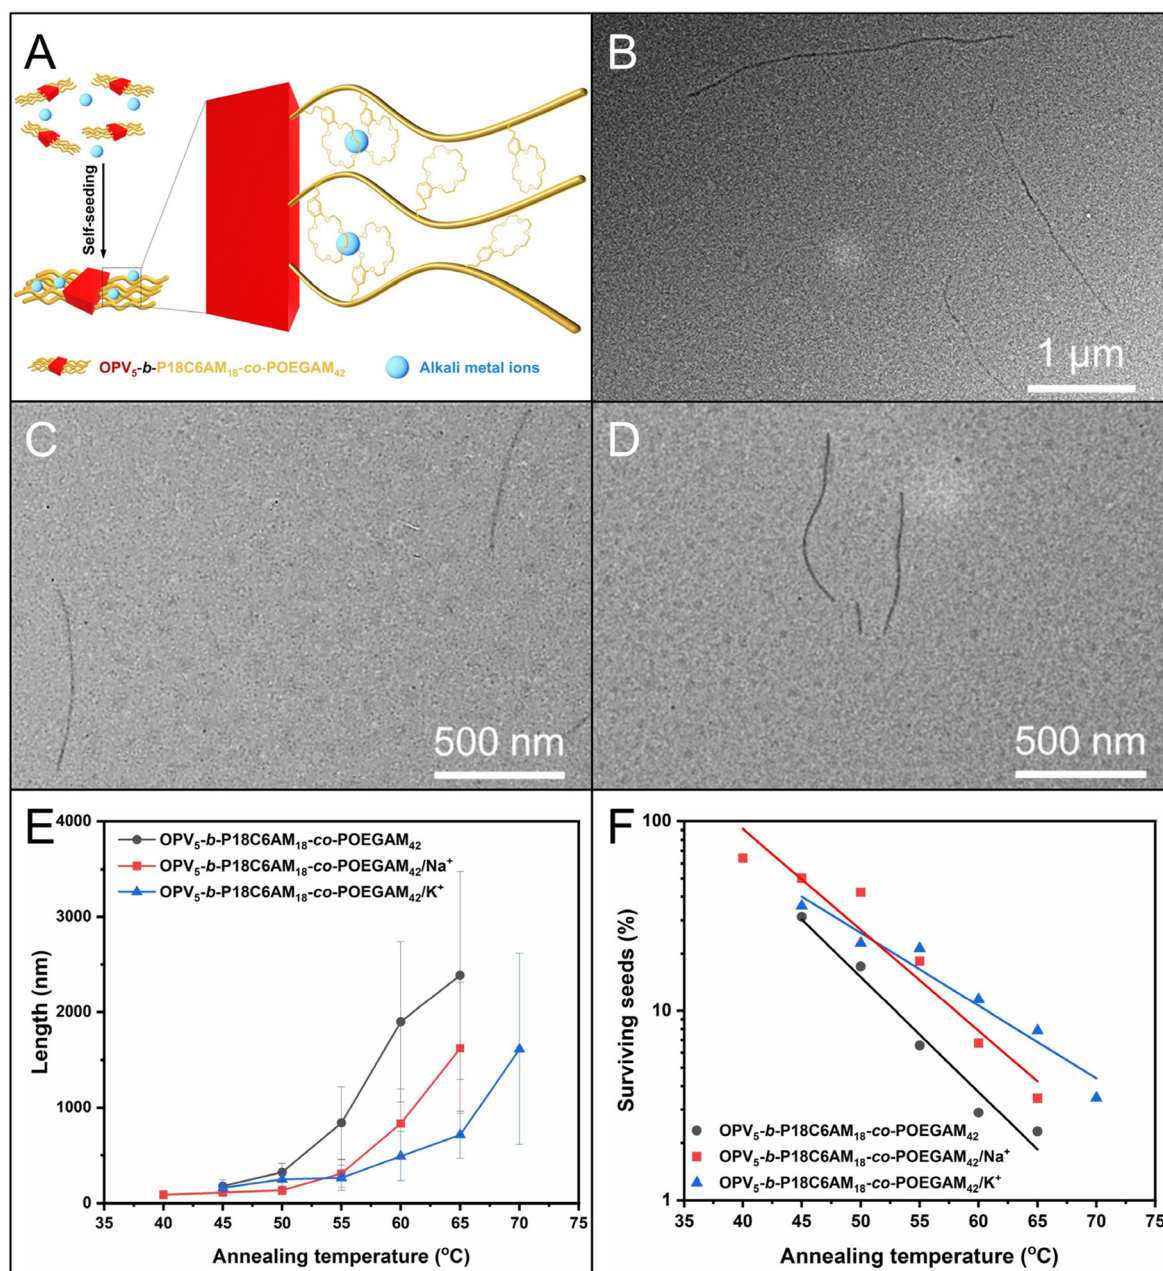 A
Self-seeding
OPV₅-b-P18C6AM₁₈-co-POEGAM₄₂
Alkali metal ions
B
1 μm
C
500 nm
D
500 nm
E
4000
3000
2000
1000
0
Length (nm)
OPV₅-b-P18C6AM₁₈-co-POEGAM₄₂
OPV₅-b-P18C6AM₁₈-co-POEGAM₄₂/Na⁺
OPV₅-b-P18C6AM₁₈-co-POEGAM₄₂/K⁺
35 40 45 50 55 60 65 70 75
Annealing temperature (°C)
F
100
10
1
Surviving seeds (%)
OPV₅-b-P18C6AM₁₈-co-POEGAM₄₂
OPV₅-b-P18C6AM₁₈-co-POEGAM₄₂/Na⁺
OPV₅-b-P18C6AM₁₈-co-POEGAM₄₂/K⁺
35 40 45 50 55 60 65 70 75
Annealing temperature (°C)